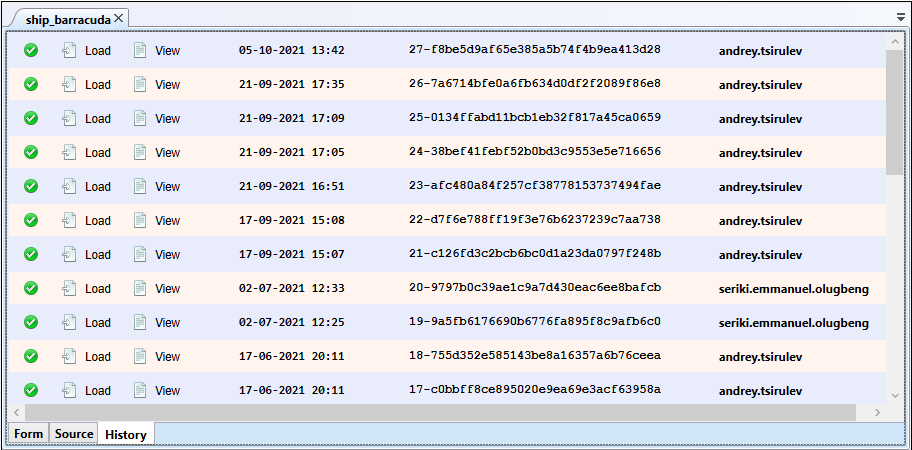 ship_barracuda
Load View 05-10-2021 13:42 27-f8be5d9af65e385a5b74f4b9ea413d28 andrey.tsirulev
Load View 21-09-2021 17:35 26-7a6714bfe0a6fb634d0df2f2089f86e8 andrey.tsirulev
Load View 21-09-2021 17:09 25-0134ffabd11bcb1eb32f817a45ca0659 andrey.tsirulev
Load View 21-09-2021 17:05 24-38bef41febf52b0bd3c9553e5e716656 andrey.tsirulev
Load View 21-09-2021 16:51 23-afc480a84f257cf38778153737494fae andrey.tsirulev
Load View 17-09-2021 15:08 22-d7f6e788ff19f3e76b6237239c7aa738 andrey.tsirulev
Load View 17-09-2021 15:07 21-c126fd3c2bcb6bc0d1a23da0797f248b andrey.tsirulev
Load View 02-07-2021 12:33 20-9797b0c39ae1c9a7d430eac6ee8bafcb seriki.emmanuel.olugbeng
Load View 02-07-2021 12:25 19-9a5fb6176690b6776fa895f8c9afb6c0 seriki.emmanuel.olugbeng
Load View 17-06-2021 20:11 18-755d352e585143be8a16357a6b76ceea andrey.tsirulev
Load View 17-06-2021 20:11 17-c0bbff8ce895020e9ea69e3acf63958a andrey.tsirulev
Form Source History